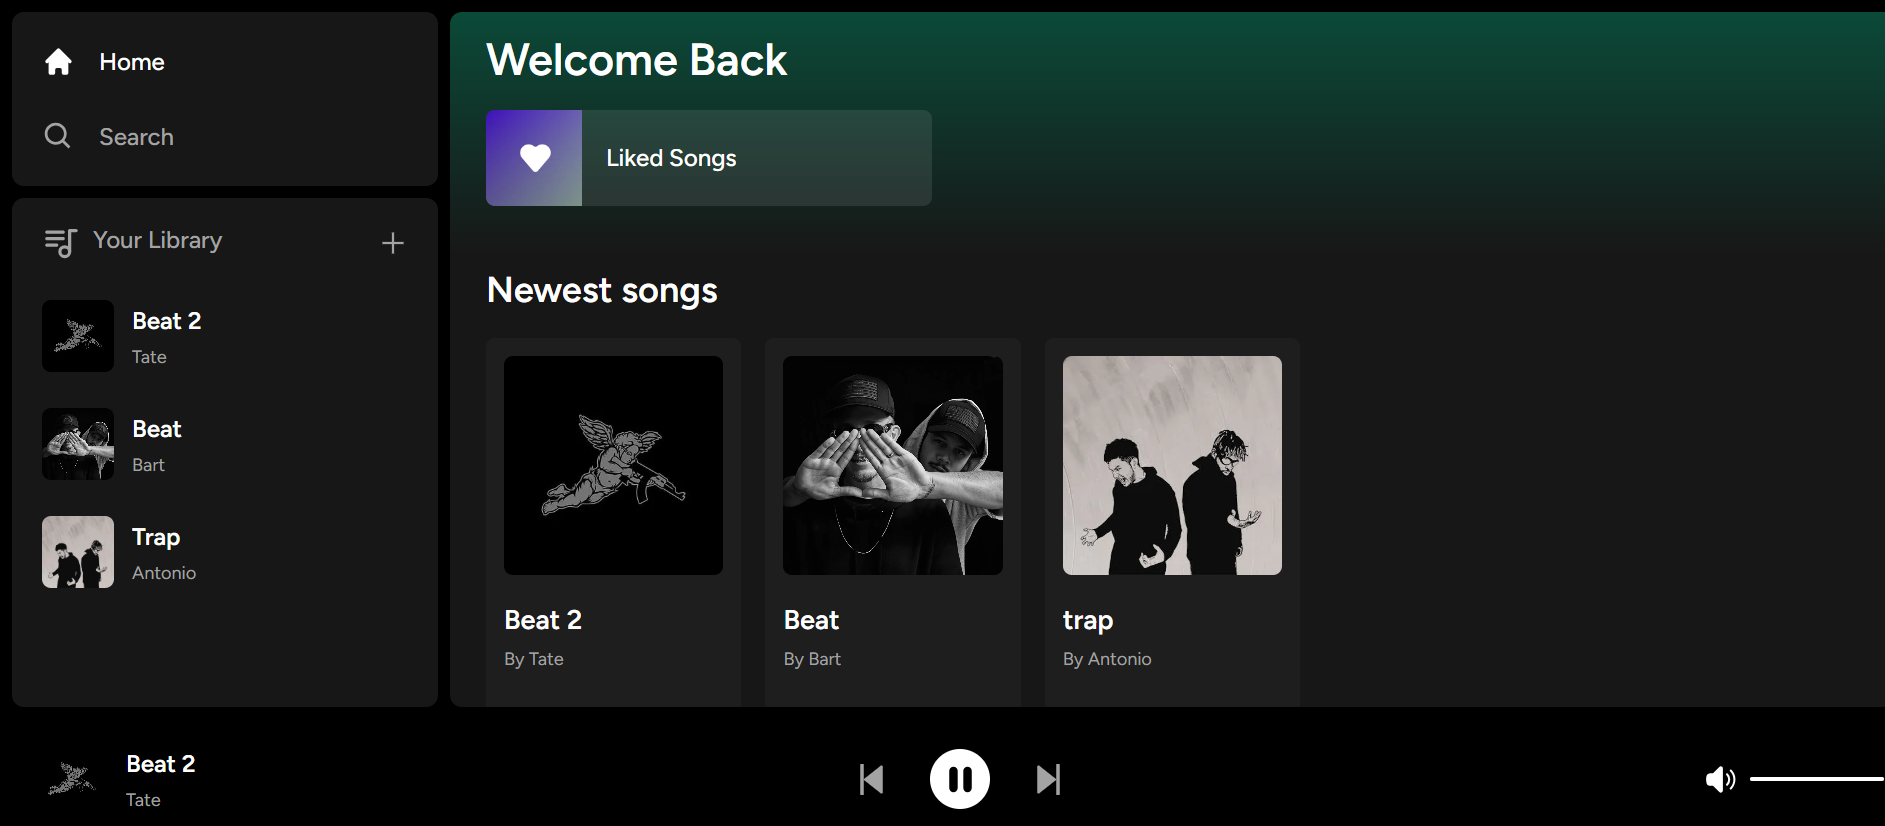 Home
Search
Your Library
Beat 2
Tate
Beat
Bart
Trap
Antonio
Welcome Back
Liked Songs
Newest songs
Beat 2
By Tate
Beat
By Bart
trap
By Antonio
Beat 2
Tate